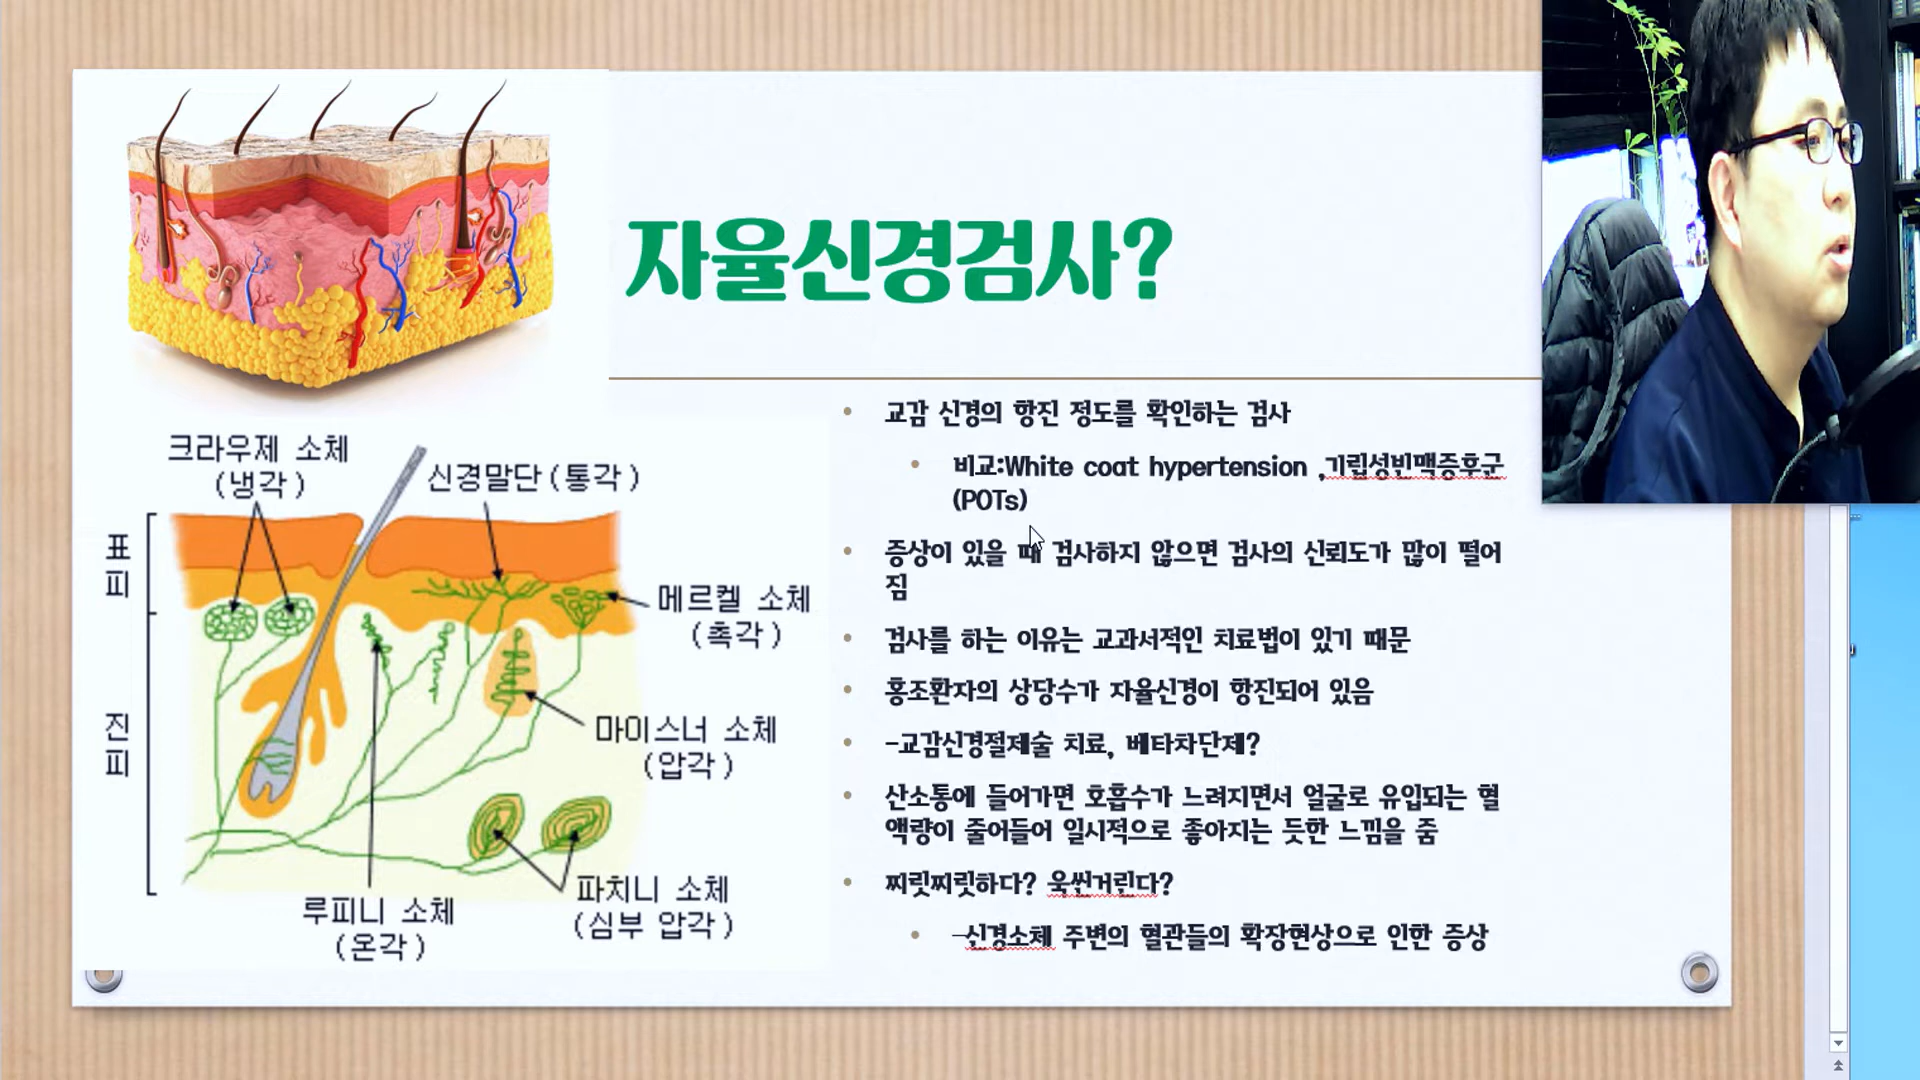 자율신경검사?
크라우제 소체
(냉각)
신경말단(통각)
표
피
메르켈 소체
(촉각)
진
피
마이스너 소체
(압각)
루피니 소체
(온각)
파치니 소체
(심부 압각)
• 교감 신경의 항진 정도를 확인하는 검사
• 비교:White coat hypertension ,기립성빈맥증후군
(POTs)
• 증상이 있을 때 검사하지 않으면 검사의 신뢰도가 많이 떨어
짐
• 검사를 하는 이유는 교과서적인 치료법이 있기 때문
• 홍조환자의 상당수가 자율신경이 항진되어 있음
• –교감신경절제술 치료, 베타차단제?
• 산소통에 들어가면 호흡수가 느려지면서 얼굴로 유입되는 혈
액량이 줄어들어 일시적으로 좋아지는 듯한 느낌을 줌
• 찌릿찌릿하다? 욱씬거린다?
• –신경소체 주변의 혈관들의 확장현상으로 인한 증상